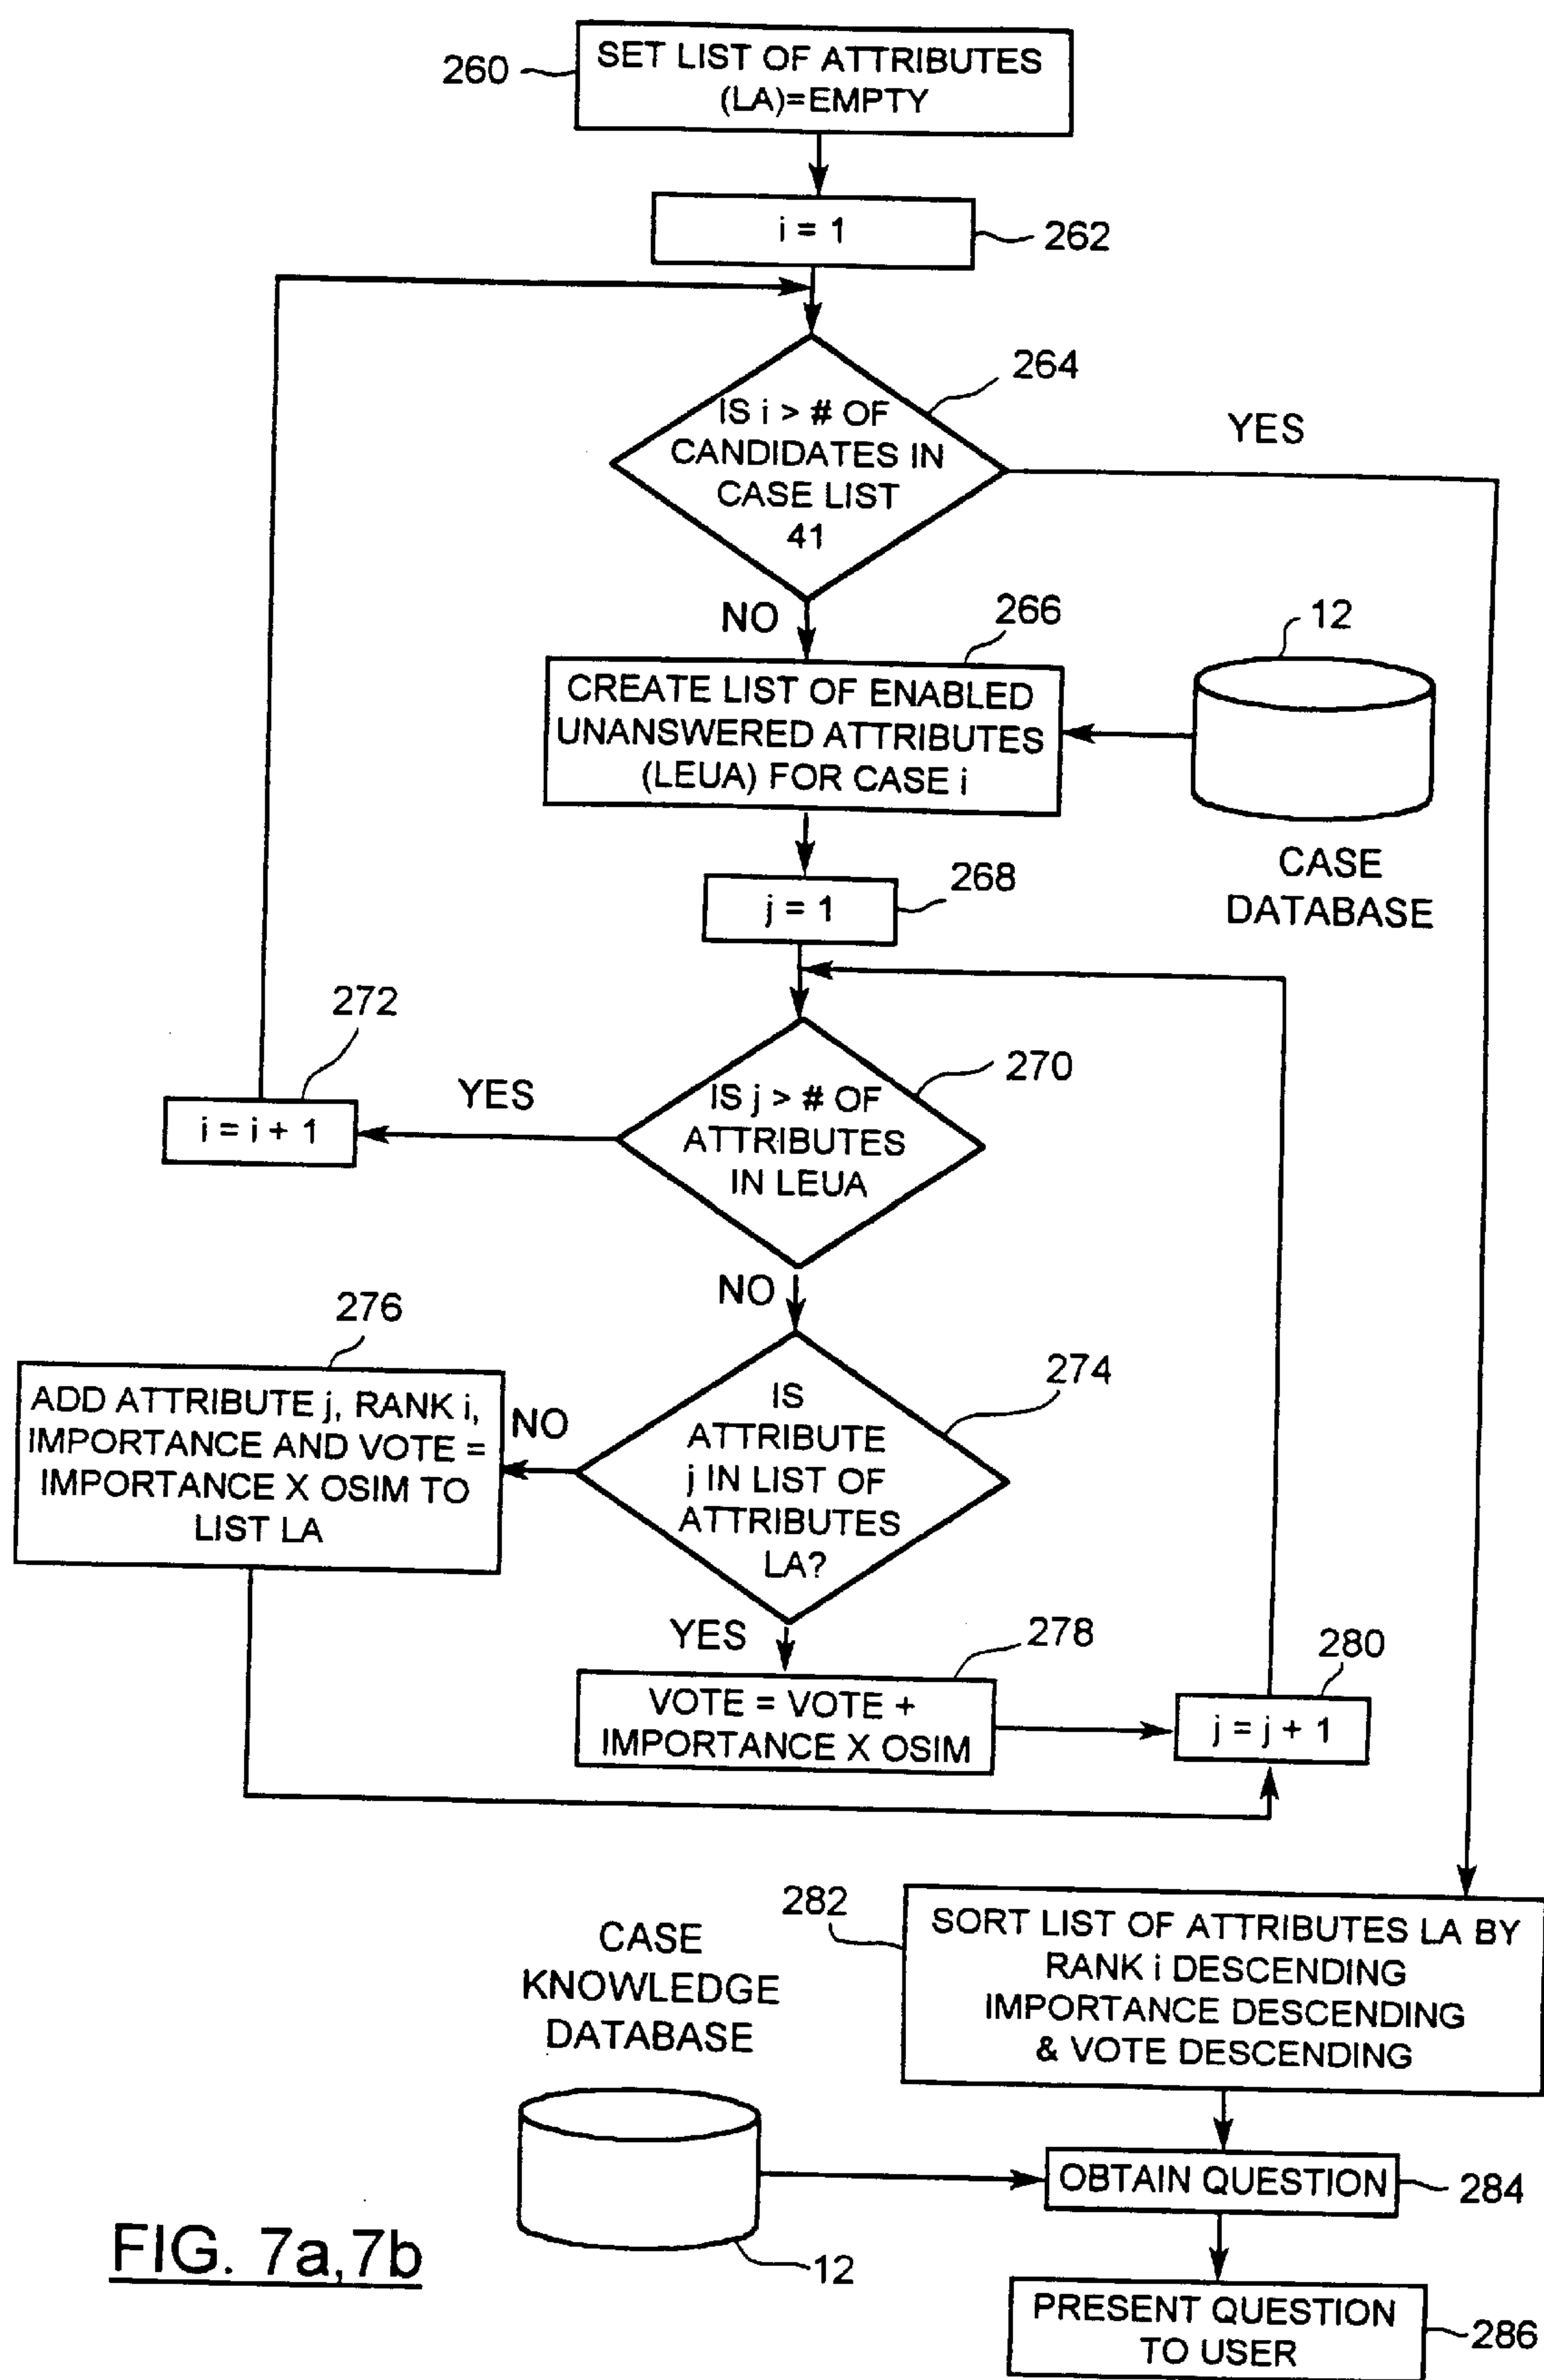 SET LIST OF ATTRIBUTES
(LA)=EMPTY
260
i = 1
262
264
IS i > # OF
CANDIDATES IN
CASE LIST
41
YES
NO
266
12
CREATE LIST OF ENABLED
UNANSWERED ATTRIBUTES
(LEUA) FOR CASE i
CASE
DATABASE
268
j = 1
272
270
YES
IS j > # OF
ATTRIBUTES
IN LEUA
i = i + 1
NO
276
274
ADD ATTRIBUTE j, RANK i,
IMPORTANCE AND VOTE =
IMPORTANCE X OSIM TO
LIST LA
NO
IS
ATTRIBUTE
j IN LIST OF
ATTRIBUTES
LA?
YES
278
280
VOTE = VOTE +
IMPORTANCE X OSIM
j = j + 1
282
SORT LIST OF ATTRIBUTES LA BY
RANK i DESCENDING
IMPORTANCE DESCENDING
& VOTE DESCENDING
CASE
KNOWLEDGE
DATABASE
OBTAIN QUESTION
284
12
FIG. 7a,7b
PRESENT QUESTION
TO USER
286